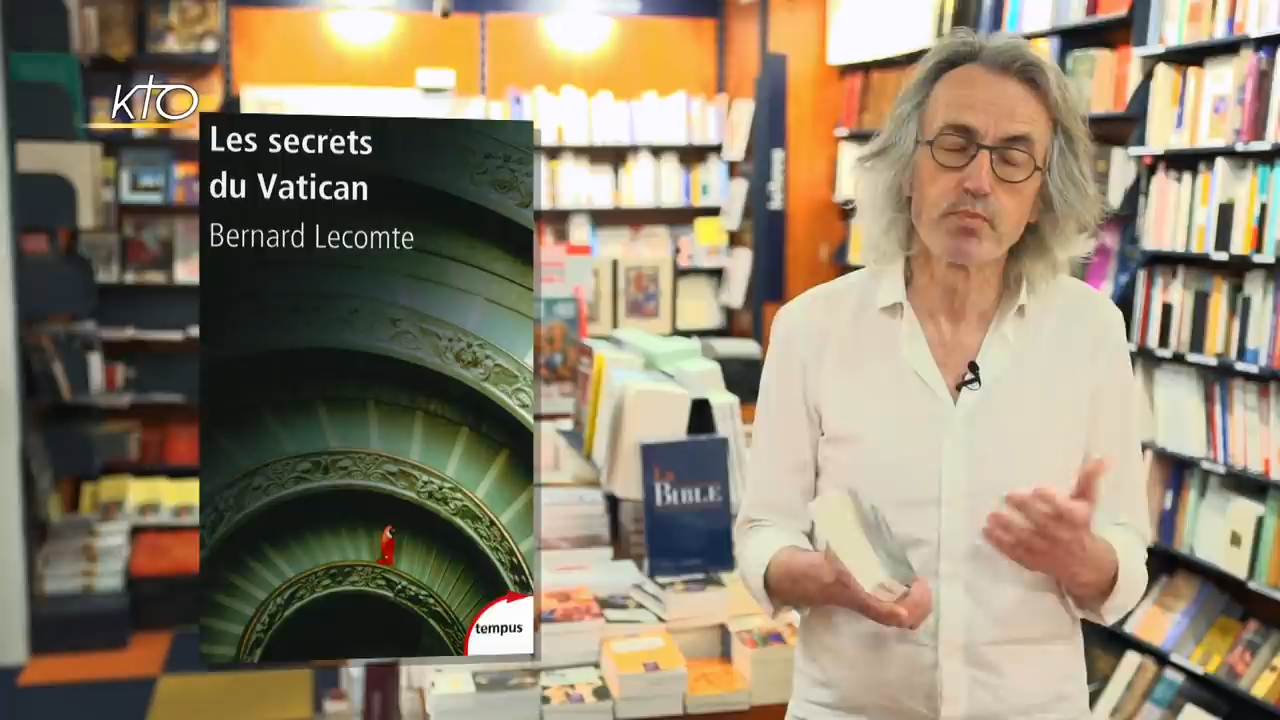 KTO
Les secrets
du Vatican
Bernard Lecomte
tempus
La
BIBLE